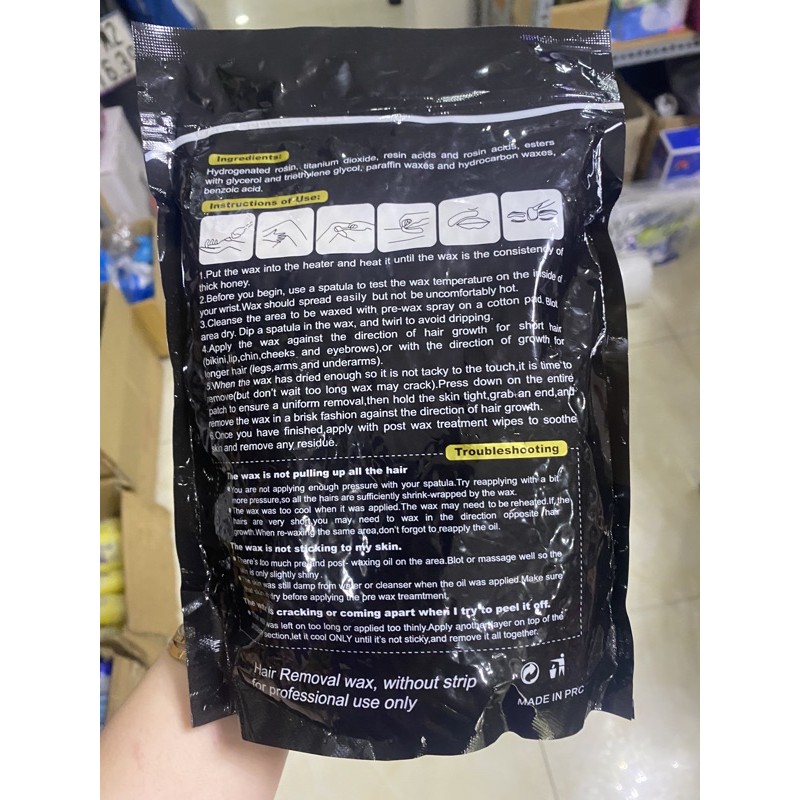 Ingredients:
Hydrogenated rosin, titanium dioxide, resin acids and rosin acids, esters
with glycerol and triethylene glycol, paraffin waxes and hydrocarbon waxes,
benzoic acid.
Instructions of Use:
1.Put the wax into the heater and heat it until the wax is the consistency of
thick honey.
2.Before you begin, use a spatula to test the wax temperature on the inside of
your wrist.Wax should spread easily but not be uncomfortably hot.
3.Cleanse the area to be waxed with pre-wax spray on a cotton pad. Blot
area dry. Dip a spatula in the wax, and twirl to avoid dripping.
4.Apply the wax against the direction of hair growth for short hair
(bikini,lip,chin,cheeks and eyebrows),or with the direction of growth for
longer hair (legs,arms and underarms).
5.When the wax has dried enough so it is not tacky to the touch,it is time to
remove(but don't wait too long wax may crack).Press down on the entire
patch to ensure a uniform removal,then hold the skin tight,grab an end,and
remove the wax in a brisk fashion against the direction of hair growth.
6.Once you have finished,apply with post wax treatment wipes to soothe
skin and remove any residue.
Troubleshooting
The wax is not pulling up all the hair
You are not applying enough pressure with your spatula.Try reapplying with a bit
more pressure,so all the hairs are sufficiently shrink-wrapped by the wax.
The wax was too cool when it was applied.The wax may need to be reheated.If the
hairs are very short,you may need to wax in the direction opposite hair
growth.When re-waxing the same area,don't forgot to reapply the oil.
The wax is not sticking to my skin.
There's too much pre and post- waxing oil on the area.Blot or massage well so the
is only slightly shiny.
was still damp from water or cleanser when the oil was applied.Make sure
dry before applying the pre wax treamtment.
The wax is cracking or coming apart when I try to peel it off.
was left on too long or applied too thinly.Apply another layer on top of the
section,let it cool ONLY until it's not sticky,and remove it all together.
Hair Removal wax, without strip
for professional use only
MADE IN PRC